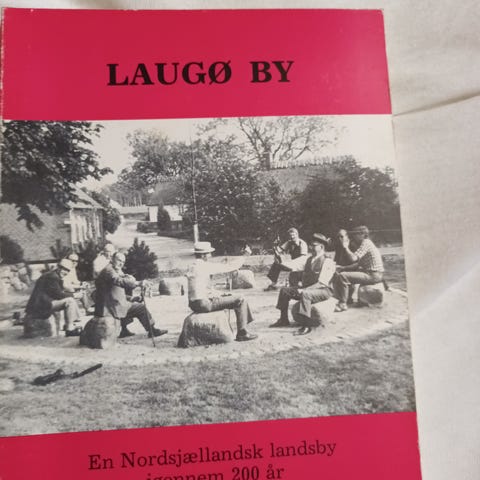 LAUGØ BY
En Nordsjællandsk landsby
igennem 200 år